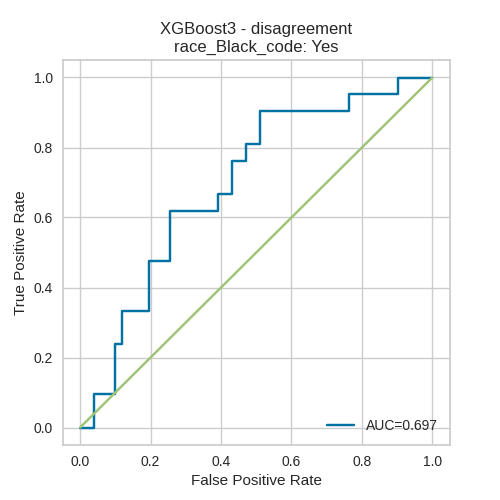 XGBoost3 - disagreement
race_Black_code: Yes
True Positive Rate
1.0
0.8
0.6
0.4
0.2
0.0
AUC=0.697
0.0 0.2 0.4 0.6 0.8 1.0
False Positive Rate